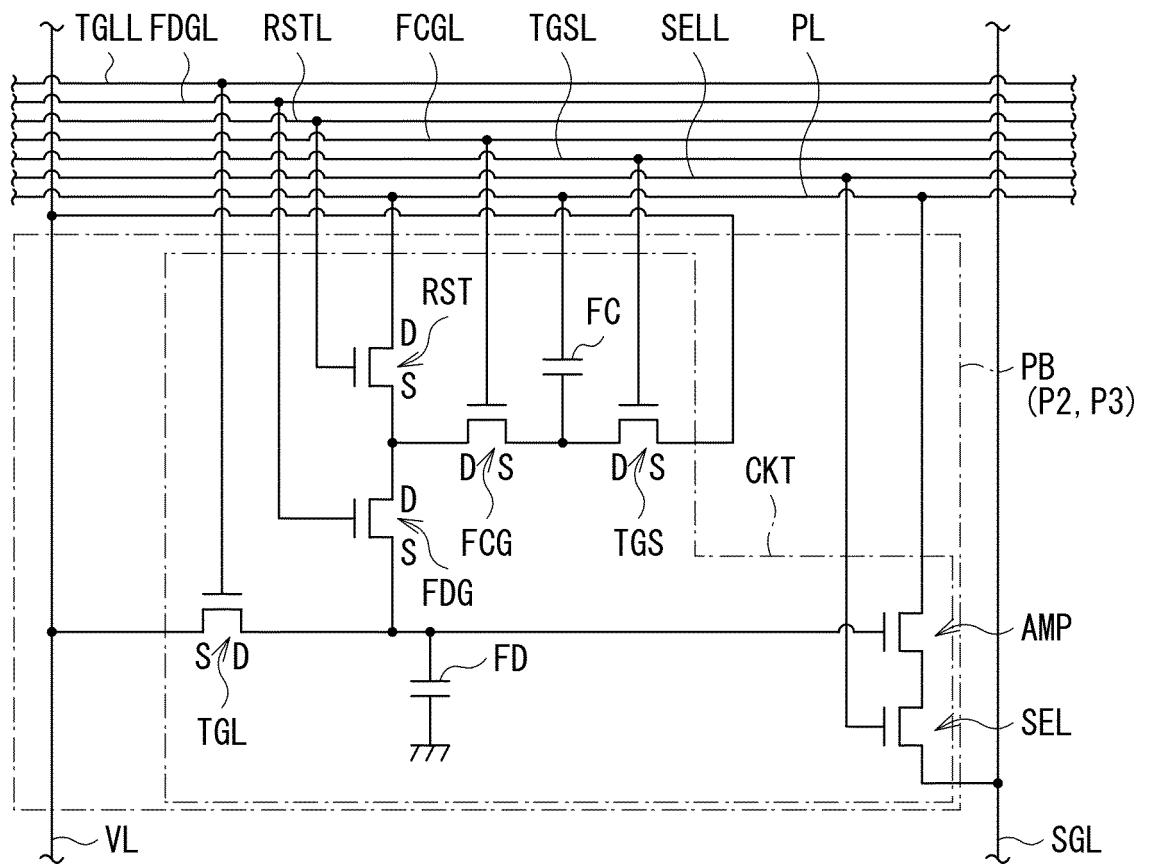 TGLL FDGL RSTL FCGL TGSL SELL PL
RST
D
S
FC
PB
(P2, P3)
D S
D S
CKT
FCG
TGS
D
S
FDG
S D
TGL
FD
AMP
SEL
VL
SGL